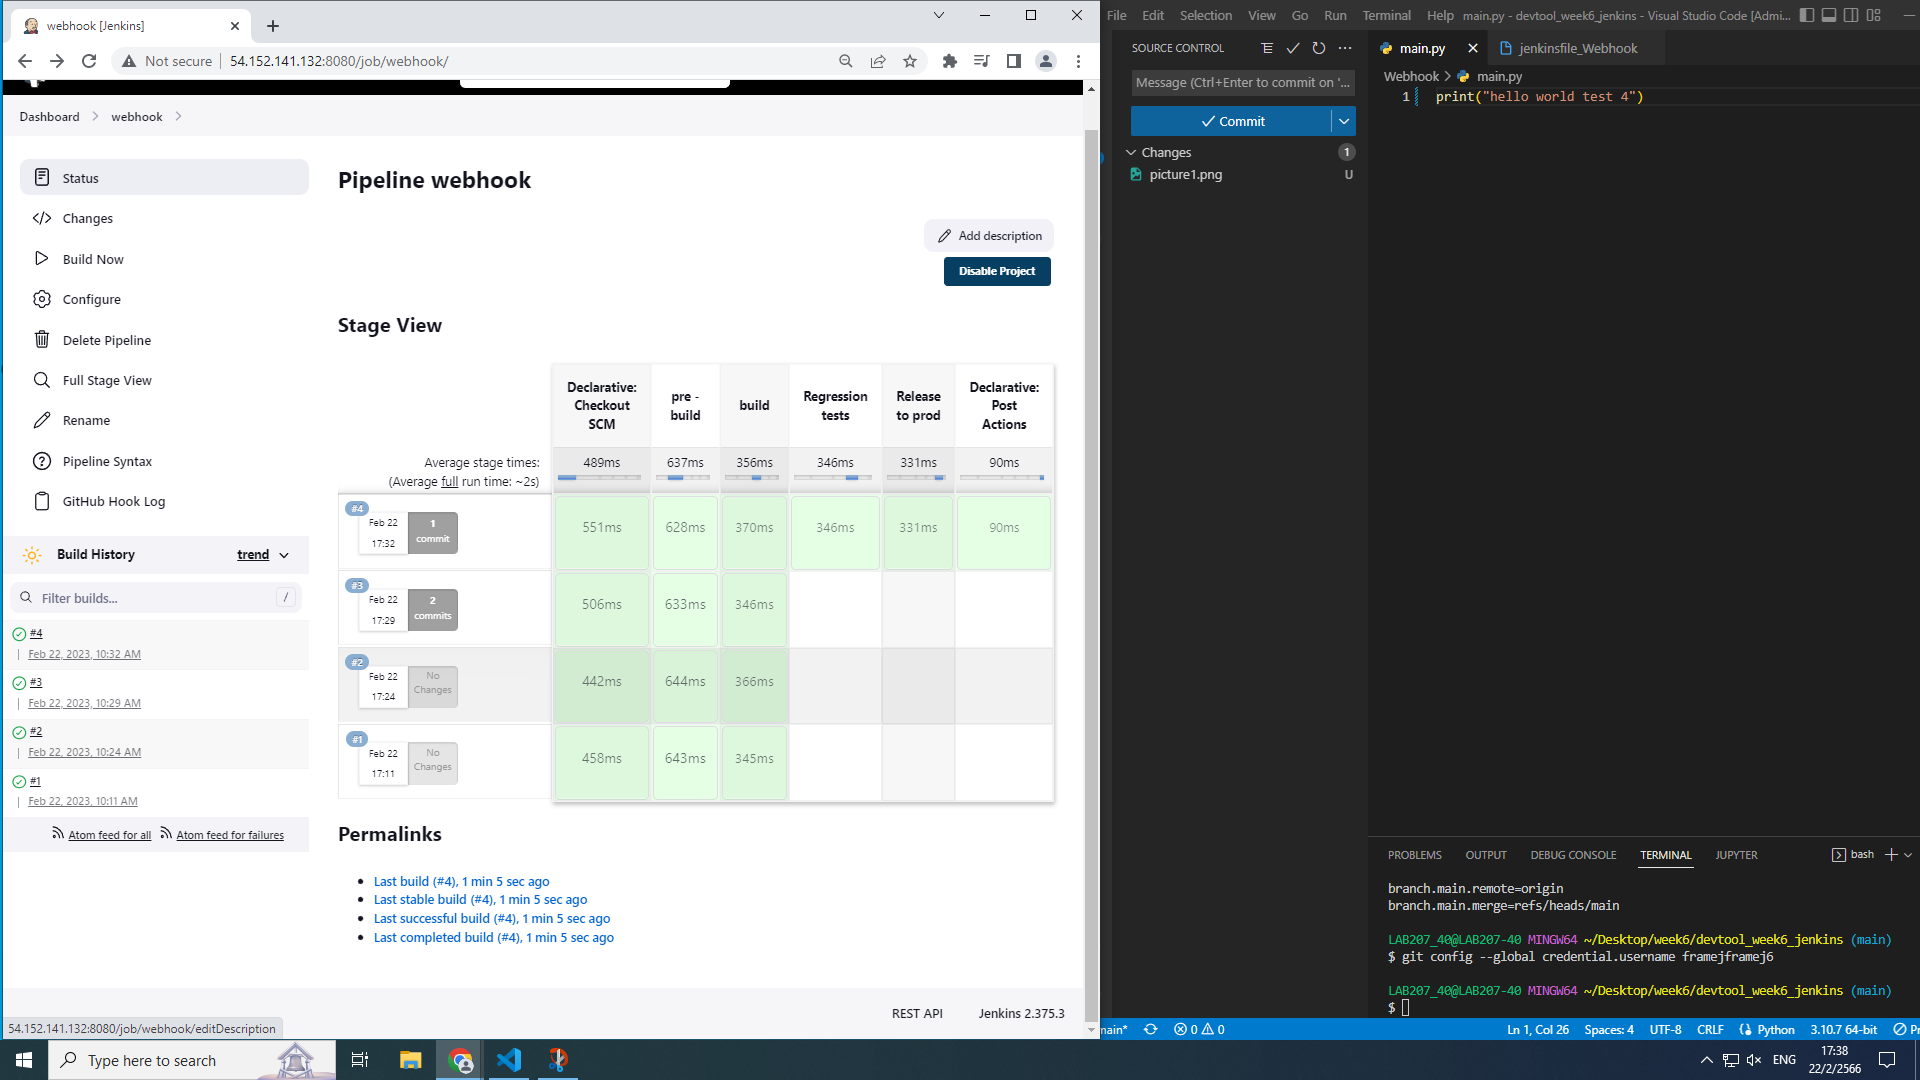 webhook [Jenkins]
Not secure
54.152.141.132:8080/job/webhook/
Dashboard
webhook
Status
Changes
Build Now
Configure
Delete Pipeline
Full Stage View
Rename
Pipeline Syntax
GitHub Hook Log
Build History
trend
Filter builds...
/
#4
Feb 22, 2023, 10:32 AM
#3
Feb 22, 2023, 10:29 AM
#2
Feb 22, 2023, 10:24 AM
#1
Feb 22, 2023, 10:11 AM
Atom feed for all
Atom feed for failures
Pipeline webhook
Add description
Disable Project
Stage View
Declarative: Checkout SCM
pre - build
build
Regression tests
Release to prod
Declarative: Post Actions
Average stage times:
(Average full run time: ~2s)
489ms
637ms
356ms
346ms
331ms
90ms
#4
Feb 22
17:32
1
commit
551ms
628ms
370ms
346ms
331ms
90ms
#3
Feb 22
17:29
2
commits
506ms
633ms
346ms
#2
Feb 22
17:24
No
Changes
442ms
644ms
366ms
#1
Feb 22
17:11
No
Changes
458ms
643ms
345ms
Permalinks
Last build (#4), 1 min 5 sec ago
Last stable build (#4), 1 min 5 sec ago
Last successful build (#4), 1 min 5 sec ago
Last completed build (#4), 1 min 5 sec ago
REST API
Jenkins 2.375.3
54.152.141.132:8080/job/webhook/editDescription
File Edit Selection View Go Run Terminal Help
main.py - devtool_week6_jenkins - Visual Studio Code [Admi...
SOURCE CONTROL
Message (Ctrl+Enter to commit on '...
Commit
Changes
1
picture1.png
U
main.py
jenkinsfile_Webhook
Webhook > main.py
1
print("hello world test 4")
PROBLEMS OUTPUT DEBUG CONSOLE TERMINAL JUPYTER
bash
branch.main.remote=origin
branch.main.merge=refs/heads/main
LAB207_40@LAB207-40 MINGW64 ~/Desktop/week6/devtool_week6_jenkins (main)
$ git config --global credential.username framejframej6
LAB207_40@LAB207-40 MINGW64 ~/Desktop/week6/devtool_week6_jenkins (main)
$
main*
0
0
Ln 1, Col 26
Spaces: 4
UTF-8
CRLF
Python
3.10.7 64-bit
Type here to search
ENG
17:38
22/2/2566